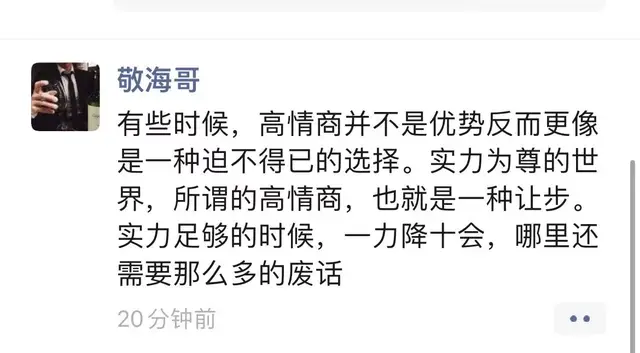 敬海哥
有些时候，高情商并不是优势反而更像
是一种迫不得已的选择。实力为尊的世
界，所谓的高情商，也就是一种让步。
实力足够的时候，一力降十会，哪里还
需要那么多的废话
20分钟前